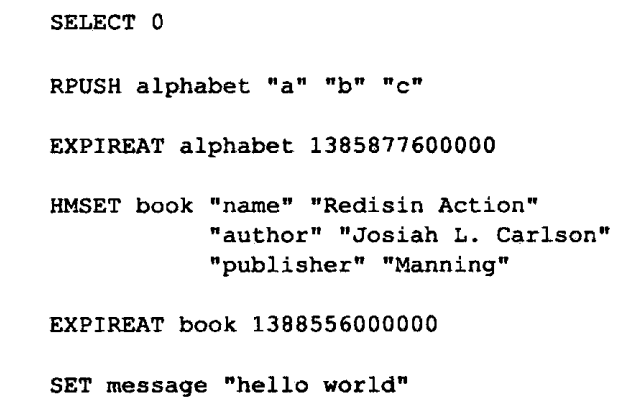 SELECT 0
RPUSH alphabet "a" "b" "c"
EXPIREAT alphabet 1385877600000
HMSET book "name" "Redisin Action"
"author" "Josiah L. Carlson"
"publisher" "Manning"
EXPIREAT book 1388556000000
SET message "hello world"